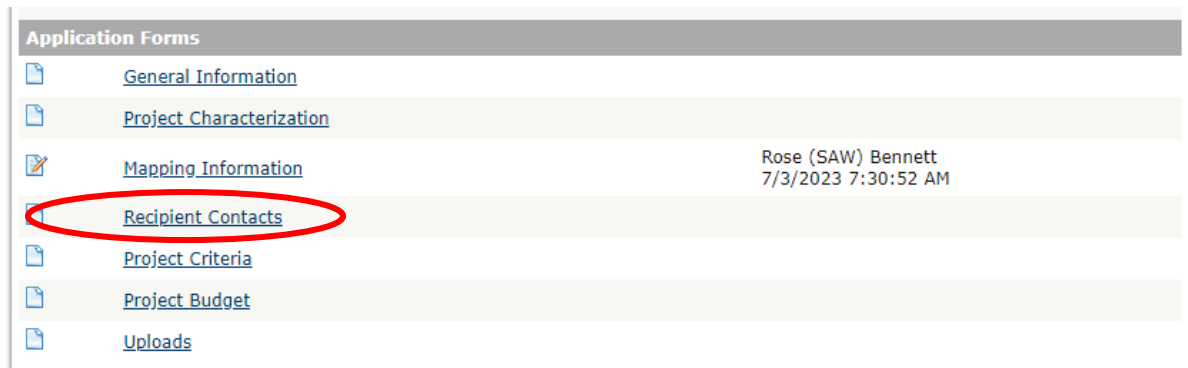 Application Forms
General Information
Project Characterization
Mapping Information
Rose (SAW) Bennett
7/3/2023 7:30:52 AM
Recipient Contacts
Project Criteria
Project Budget
Uploads